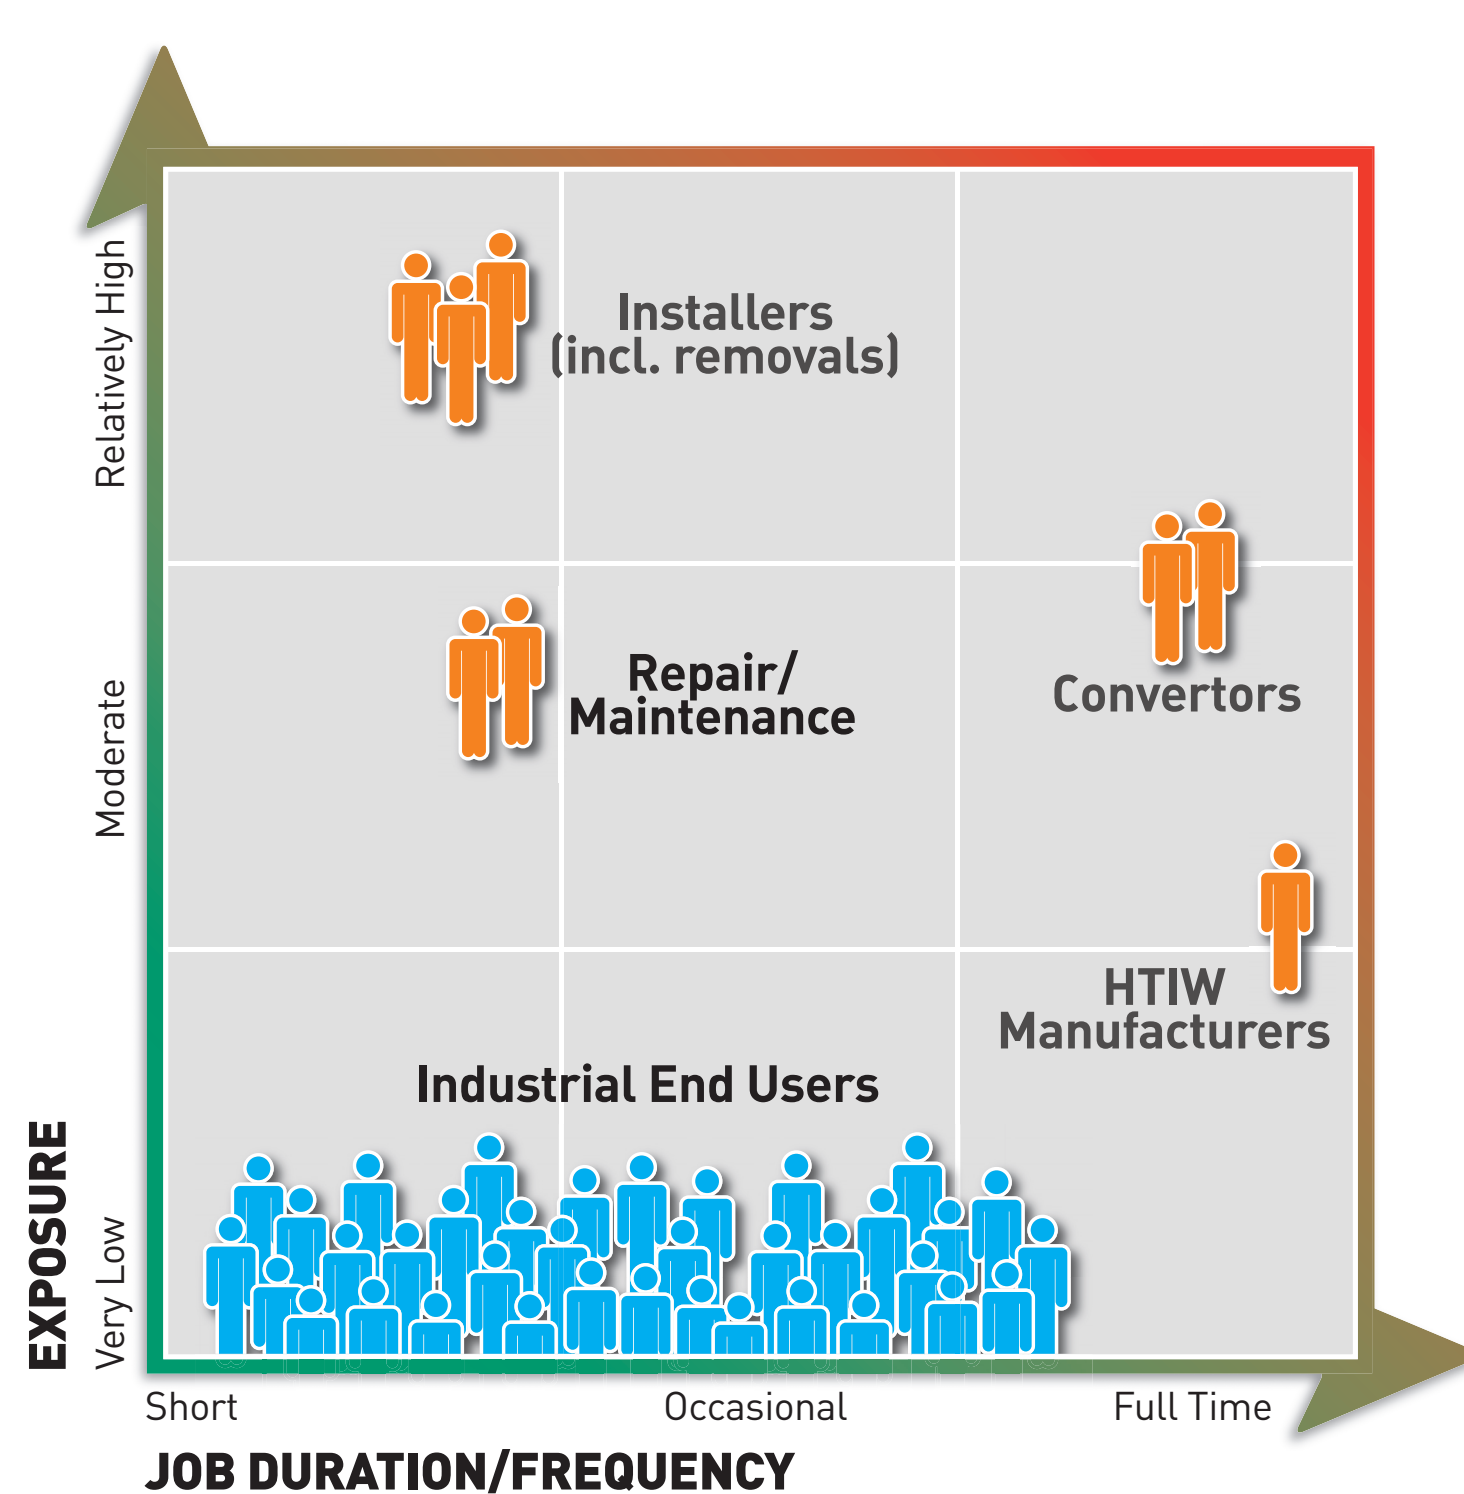 Relatively High
Installers
(incl. removals)
Moderate
Repair/
Maintenance
Convertors
HTIW
Manufacturers
Industrial End Users
EXPOSURE
Very Low
Short
Occasional
Full Time
JOB DURATION/FREQUENCY